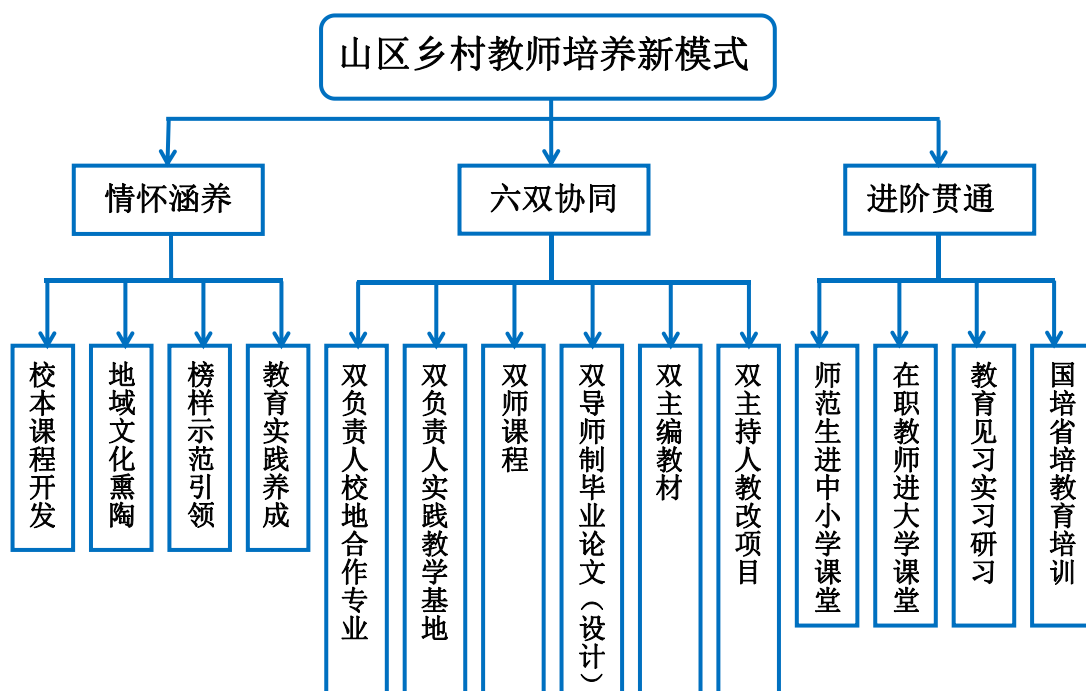 山区乡村教师培养新模式
情怀涵养
六双协同
进阶贯通
校本课程开发
地域文化熏陶
榜样示范引领
教育实践养成
双负责人校地合作专业
双负责人实践教学基地
双师课程
双导师制毕业论文（设计）
双主编教材
双主持人教改项目
师范生进中小学课堂
在职教师进大学课堂
教育见习实习研习
国培省培教育培训